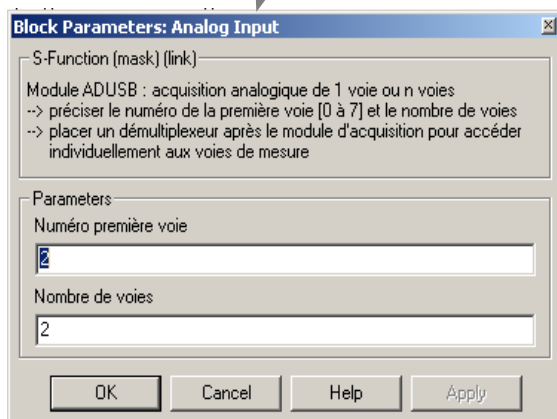 Block Parameters: Analog Input
S-Function (mask) (link)
Module ADUSB : acquisition analogique de 1 voie ou n voies
--> préciser le numéro de la première voie [0 à 7] et le nombre de voies
--> placer un démultiplexeur après le module d'acquisition pour accéder
individuellement aux voies de mesure
Parameters
Numéro première voie
2
Nombre de voies
2
OK
Cancel
Help
Apply